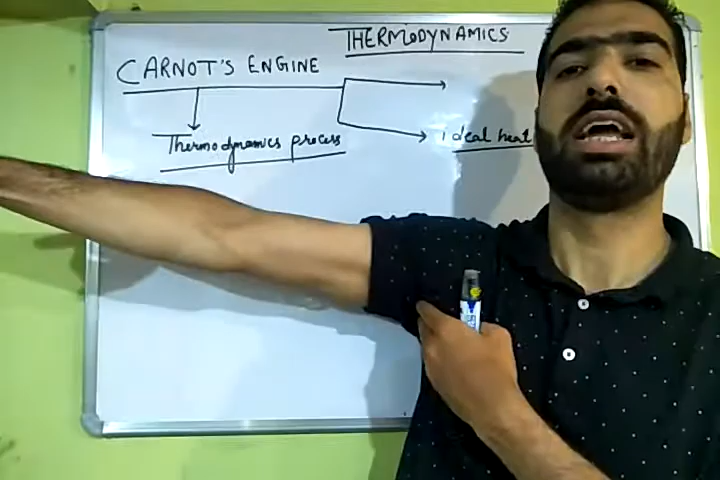 THERMODYNAMICS
CARNOT'S ENGINE
Thermodynamics process
ideal heat